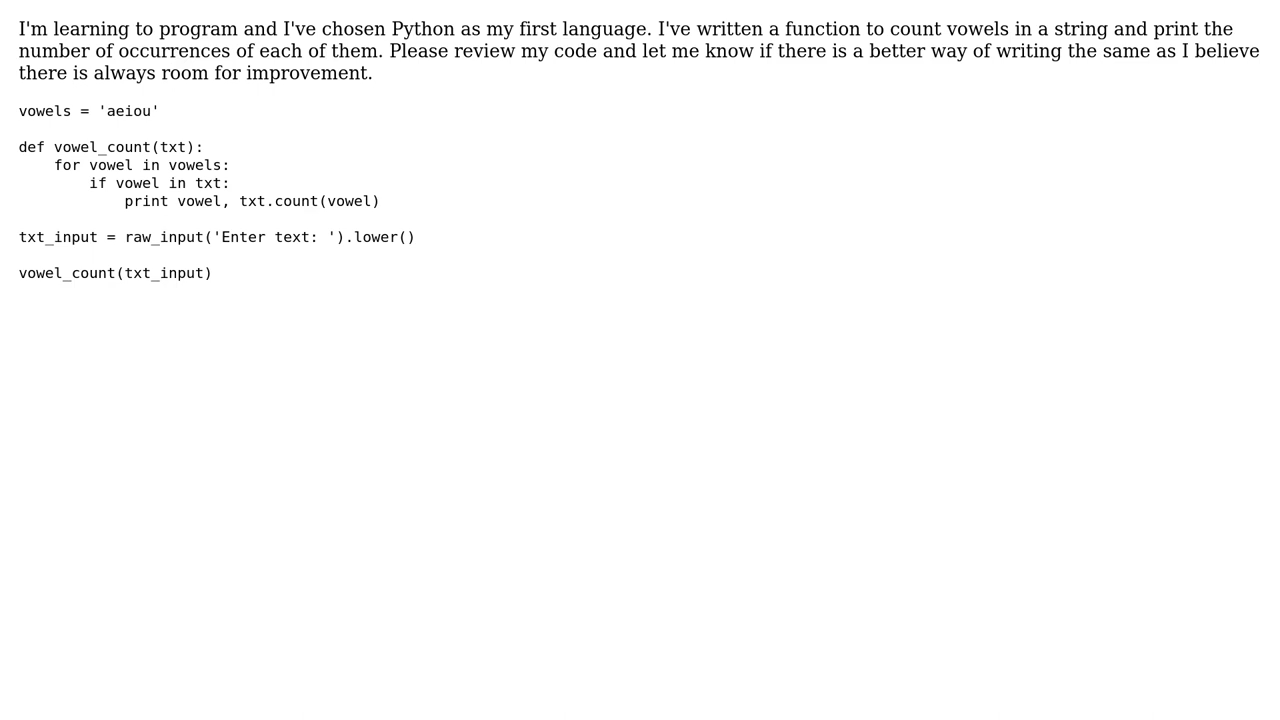 I'm learning to program and I've chosen Python as my first language. I've written a function to count vowels in a string and print the
number of occurrences of each of them. Please review my code and let me know if there is a better way of writing the same as I believe
there is always room for improvement.
vowels = 'aeiou'
def vowel_count(txt):
    for vowel in vowels:
        if vowel in txt:
            print vowel, txt.count(vowel)
txt_input = raw_input('Enter text: ').lower()
vowel_count(txt_input)